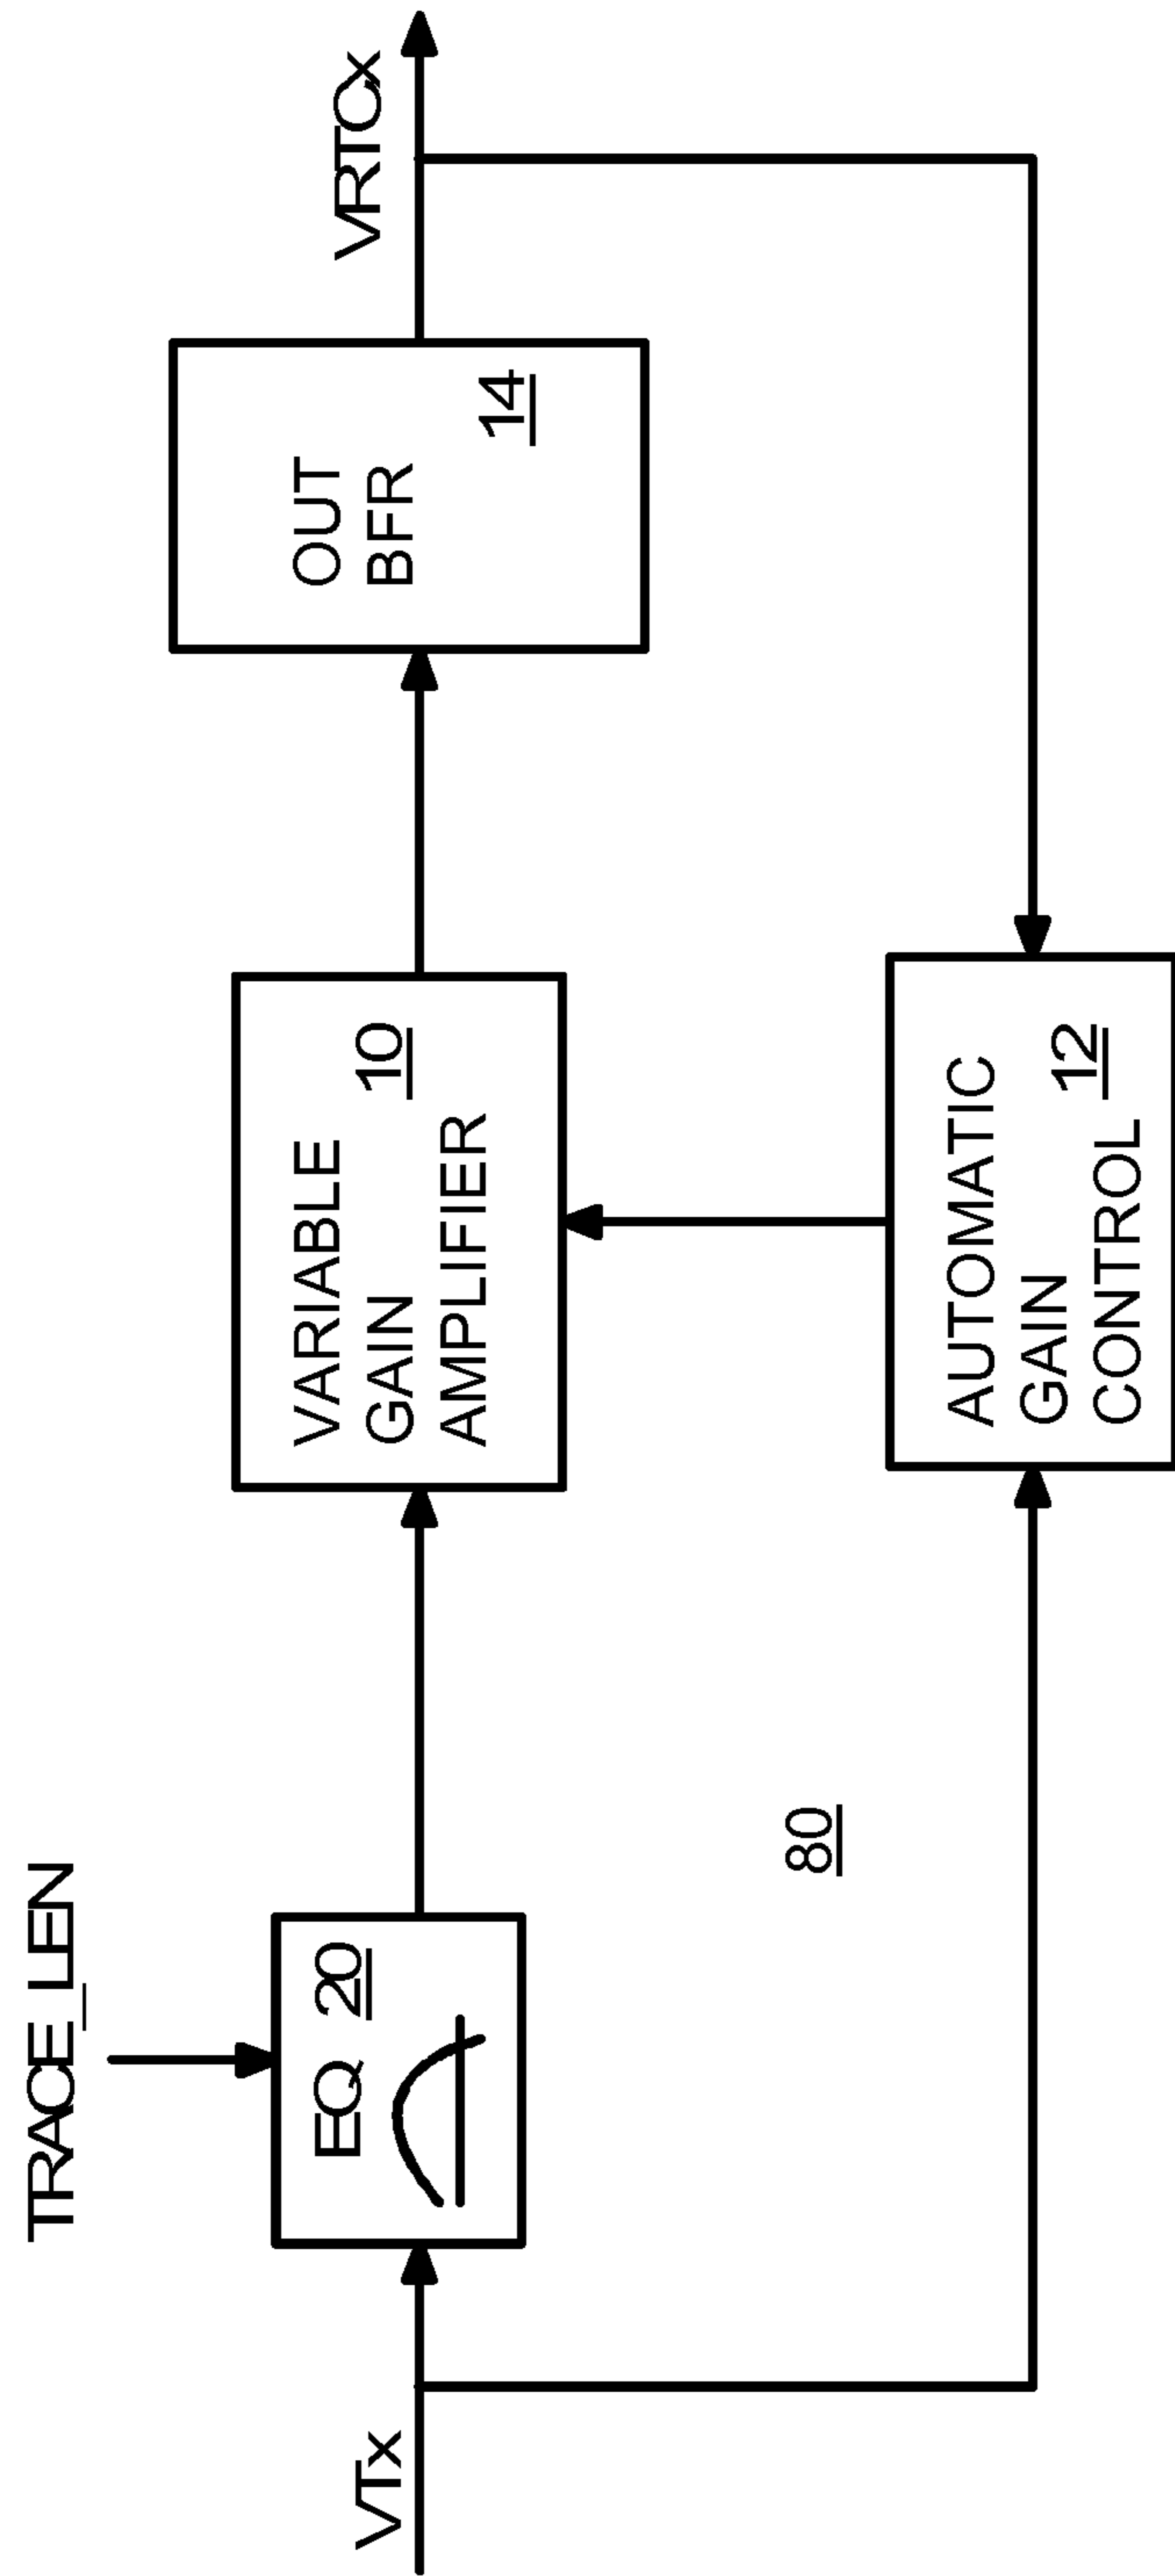 TRACE_LEN
VTx
EQ 20
VARIABLE
GAIN 10
AMPLIFIER
OUT
BFR
14
VRTCx
80
AUTOMATIC
GAIN 12
CONTROL